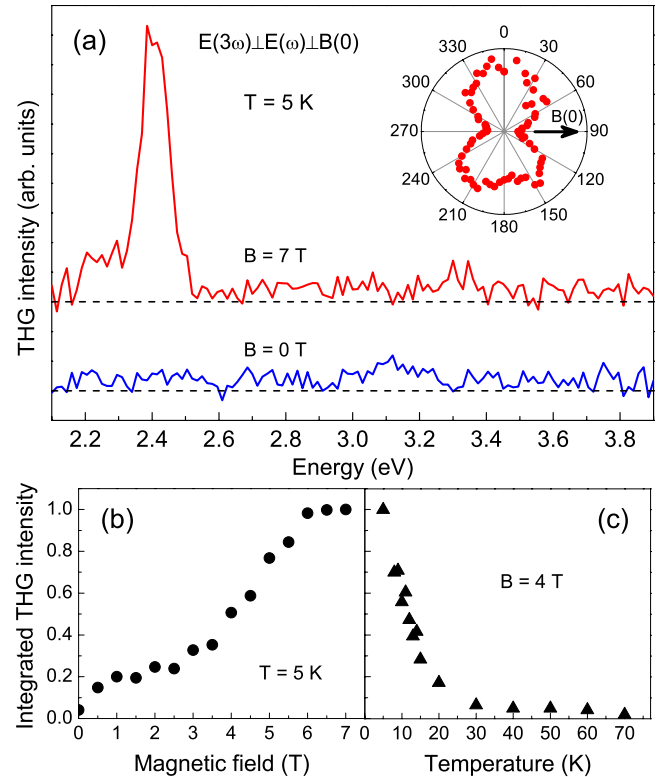 (a)
E(3ω)⊥E(ω)⊥B(0)
T = 5 K
0
30
60
90
120
150
180
210
240
270
300
330
B(0)
B = 7 T
B = 0 T
THG intensity (arb. units)
2.2 2.4 2.6 2.8 3.0 3.2 3.4 3.6 3.8
Energy (eV)
(b)
T = 5 K
Integrated THG intensity
1.0
0.8
0.6
0.4
0.2
0.0
0 1 2 3 4 5 6 7
Magnetic field (T)
(c)
B = 4 T
10 20 30 40 50 60 70
Temperature (K)